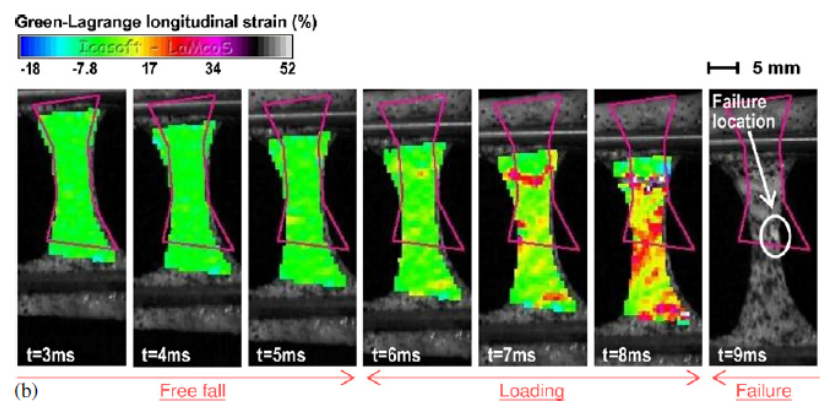 Green-Lagrange longitudinal strain (%)
Icasoft - LaMcoS
-18 -7.8 17 34 52
5 mm
Failure
location
t=3ms t=4ms t=5ms t=6ms t=7ms t=8ms t=9ms
(b) Free fall Loading Failure